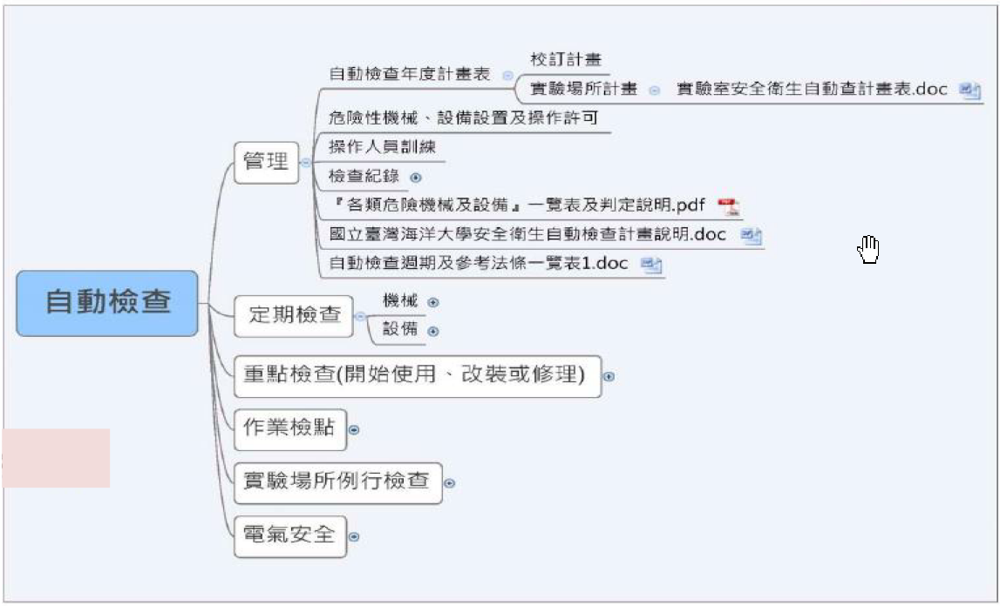 自動檢查
管理
自動檢查年度計畫表
校訂計畫
實驗場所計畫
實驗室安全衛生自動查計畫表.doc
危險性機械、設備設置及操作許可
操作人員訓練
檢查紀錄
『各類危險機械及設備』一覽表及判定說明.pdf
國立臺灣海洋大學安全衛生自動檢查計畫說明.doc
自動檢查週期及參考法條一覽表1.doc
定期檢查
機械
設備
重點檢查(開始使用、改裝或修理)
作業檢點
實驗場所例行檢查
電氣安全